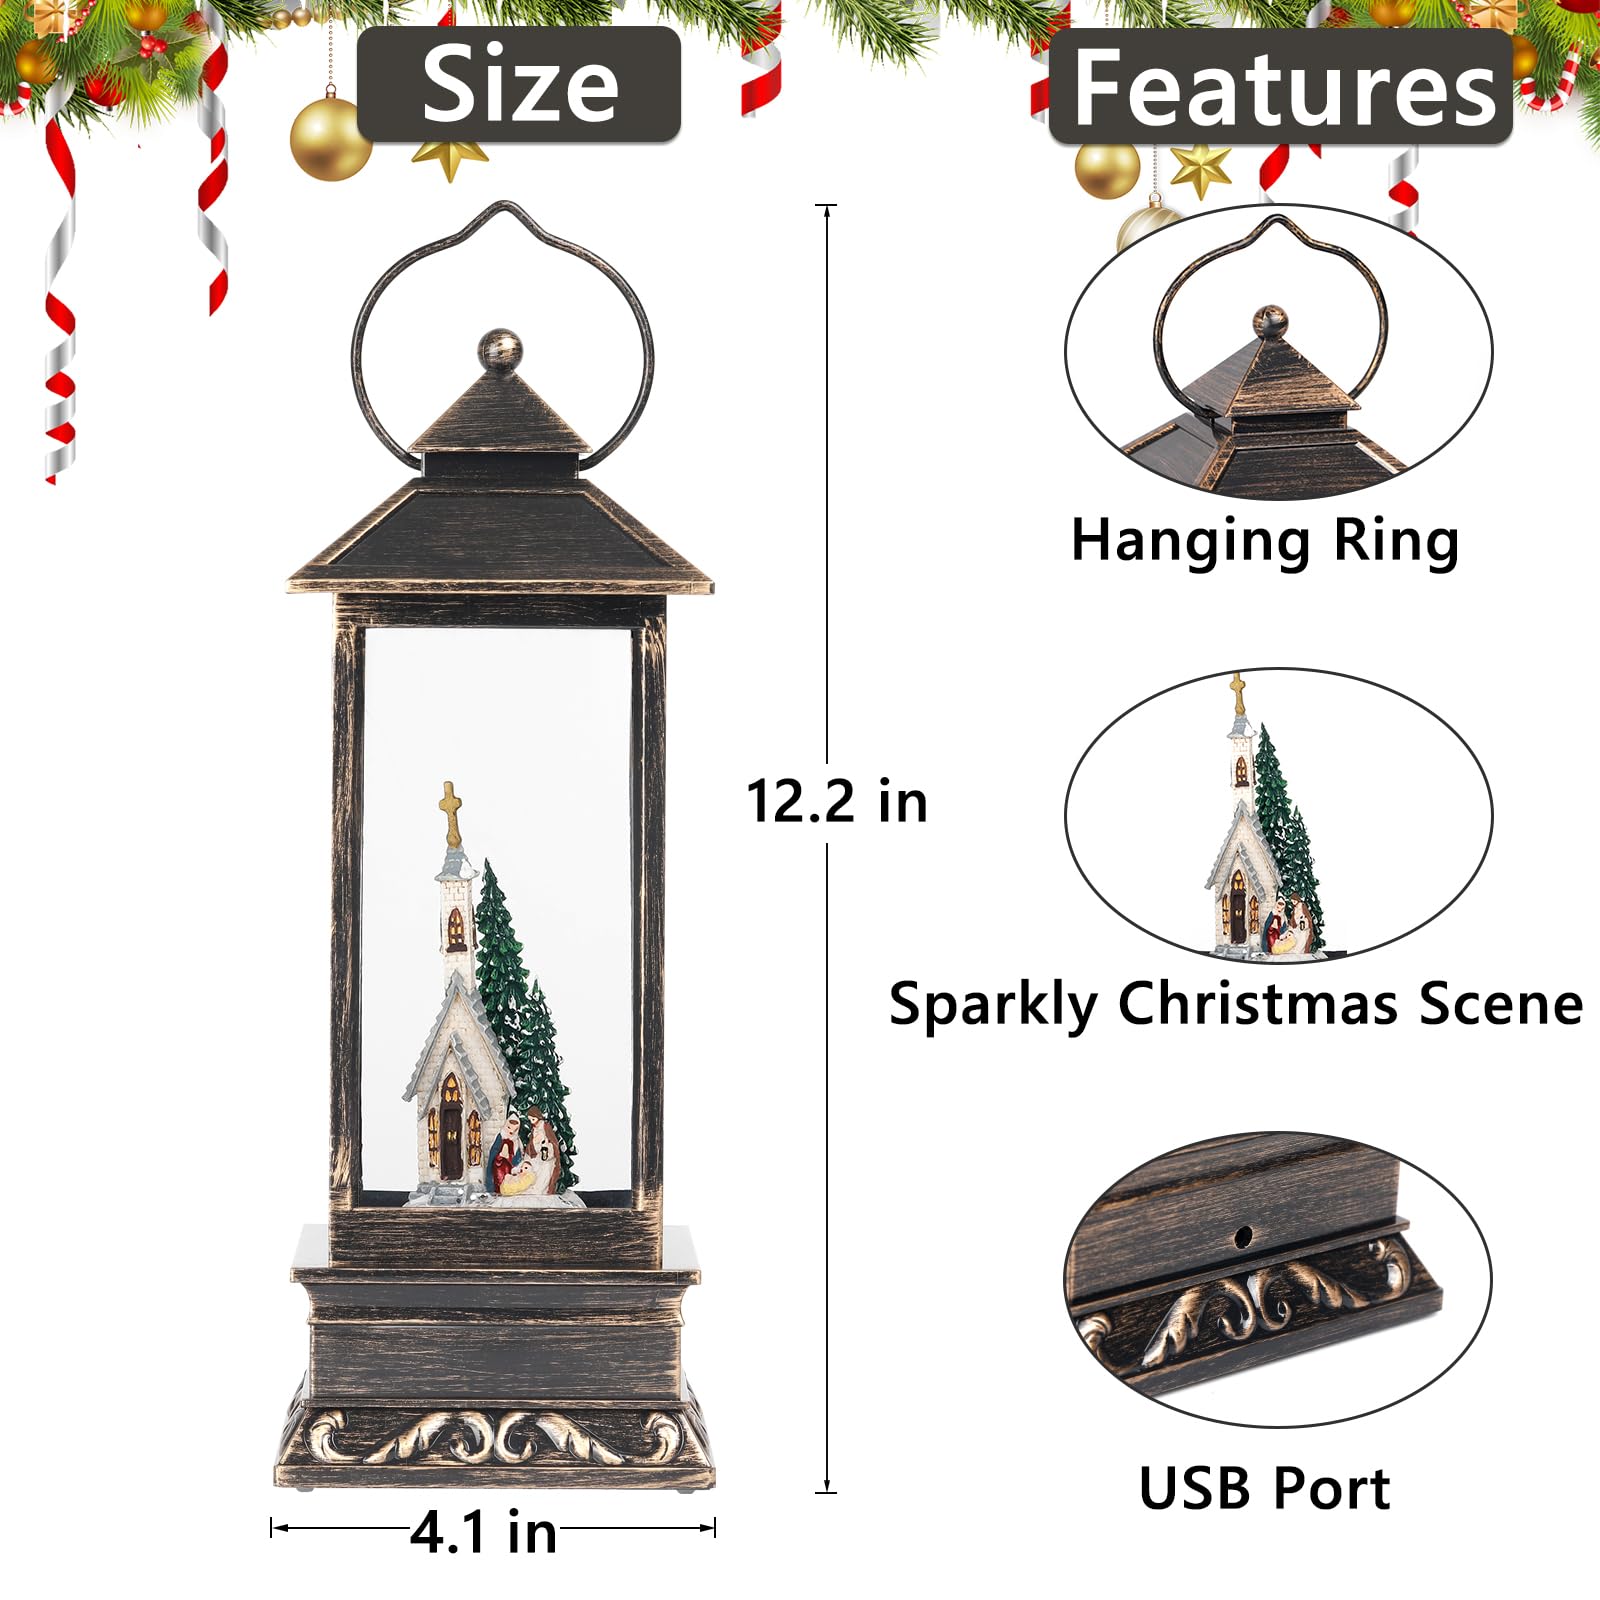 Size
Features
12.2 in
4.1 in
Hanging Ring
Sparkly Christmas Scene
USB Port